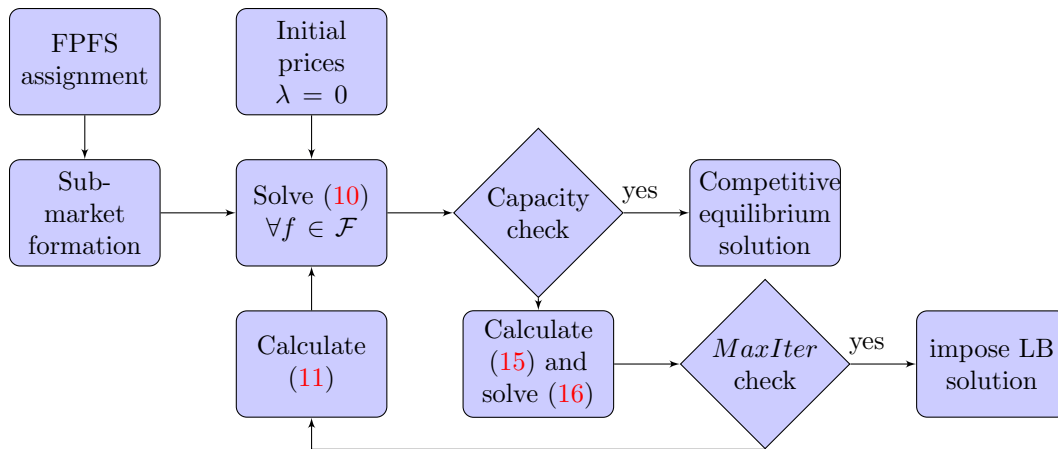 FPFS
assignment
Initial
prices
λ = 0
Sub-
market
formation
Solve (10)
∀f ∈ ℱ
Capacity
check
yes
Competitive
equilibrium
solution
Calculate
(11)
Calculate
(15) and
solve (16)
MaxIter
check
yes
impose LB
solution